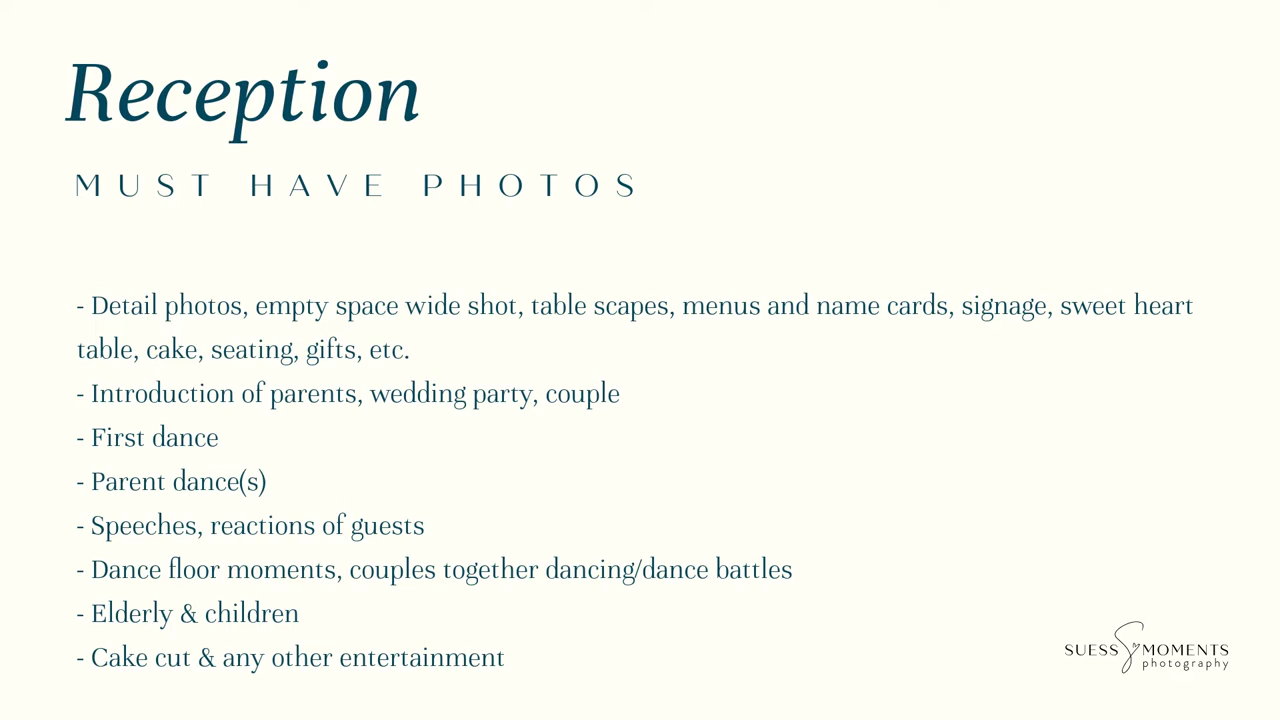 Reception
MUST HAVE PHOTOS
- Detail photos, empty space wide shot, table scapes, menus and name cards, signage, sweet heart
table, cake, seating, gifts, etc.
- Introduction of parents, wedding party, couple
- First dance
- Parent dance(s)
- Speeches, reactions of guests
- Dance floor moments, couples together dancing/dance battles
- Elderly & children
- Cake cut & any other entertainment
SUESS MOMENTS
photography